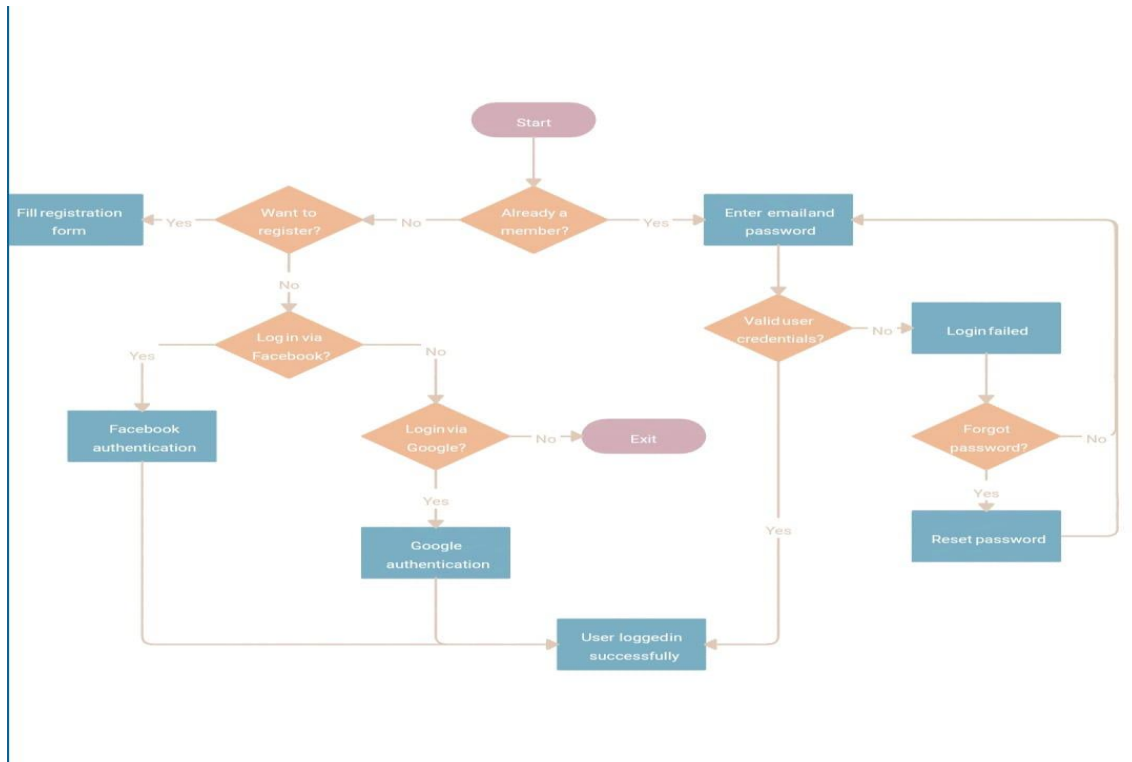 Start
Fill registration
form
Yes
Want to
register?
No
Already a
member?
Yes
Enter emailand
password
No
Valid user
credentials?
No
Login failed
Log in via
Facebook?
Yes
No
Facebook
authentication
Login via
Google?
No
Exit
Forgot
password?
No
Yes
Yes
Yes
Reset password
Google
authentication
User loggedin
successfully